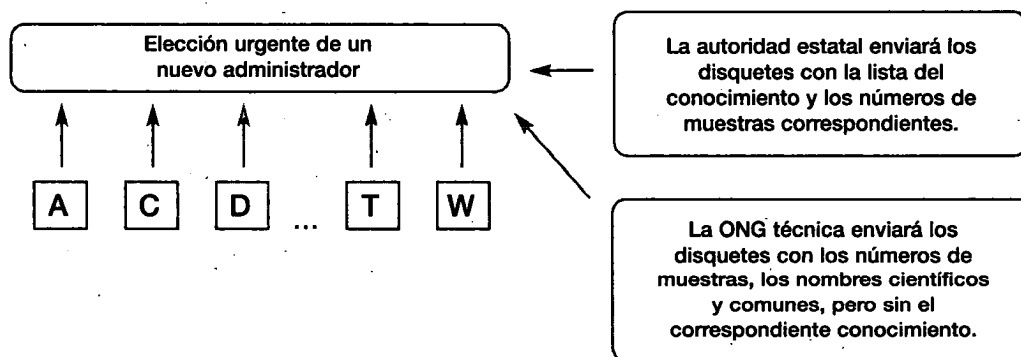 Elección urgente de un
nuevo administrador
La autoridad estatal enviará los
disquetes con la lista del
conocimiento y los números de
muestras correspondientes.
A C D ... T W
La ONG técnica enviará los
disquetes con los números de
muestras, los nombres científicos
y comunes, pero sin el
correspondiente conocimiento.